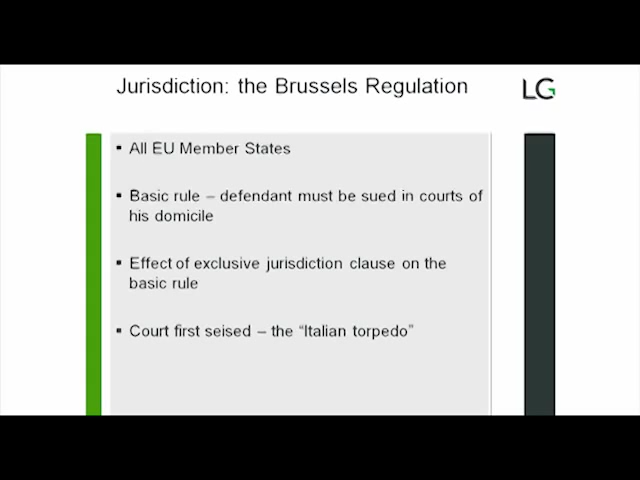 Jurisdiction: the Brussels Regulation
LG
▪ All EU Member States
▪ Basic rule – defendant must be sued in courts of
his domicile
▪ Effect of exclusive jurisdiction clause on the
basic rule
▪ Court first seised – the “Italian torpedo”